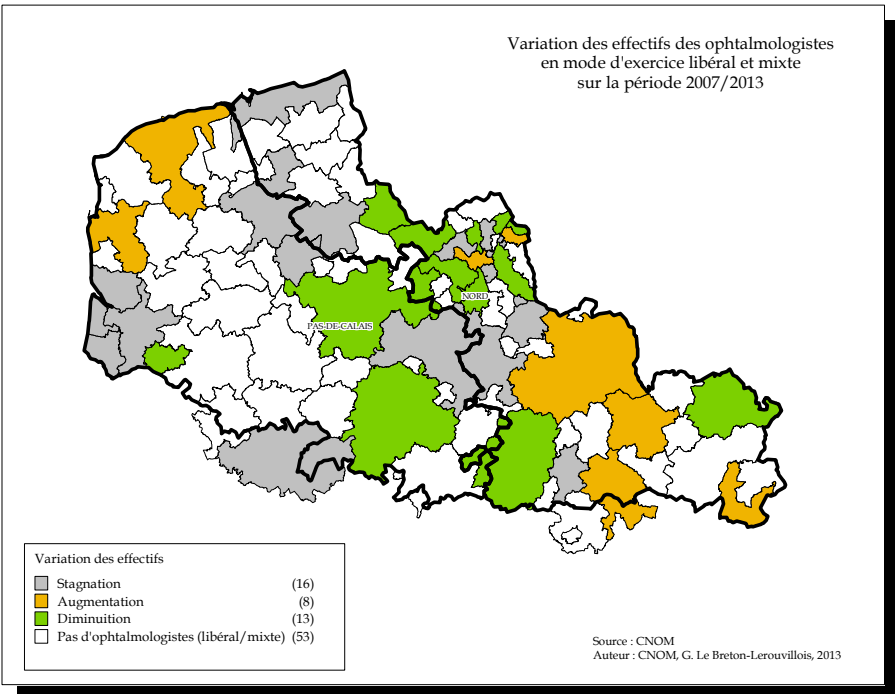 Variation des effectifs des ophtalmologistes
en mode d'exercice libéral et mixte
sur la période 2007/2013
NORD
PAS-DE-CALAIS
Variation des effectifs
Stagnation (16)
Augmentation (8)
Diminuition (13)
Pas d'ophtalmologistes (libéral/mixte) (53)
Source : CNOM
Auteur : CNOM, G. Le Breton-Lerouvillois, 2013